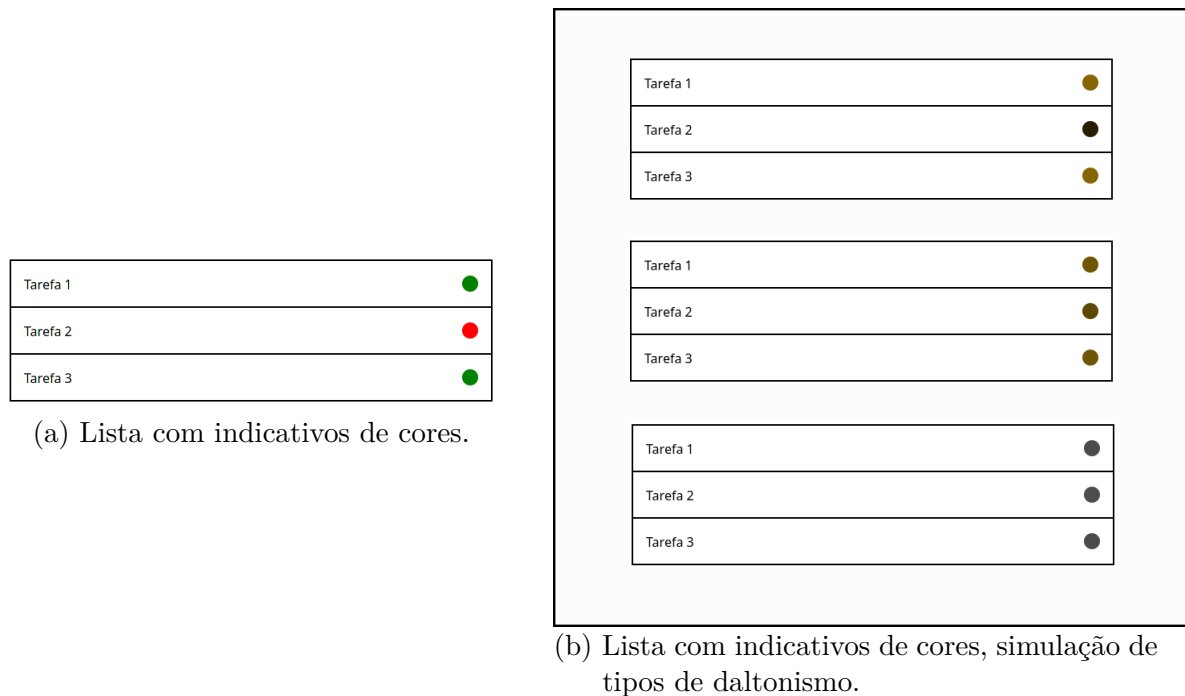 Tarefa 1
Tarefa 2
Tarefa 3
(a) Lista com indicativos de cores.
Tarefa 1
Tarefa 2
Tarefa 3
Tarefa 1
Tarefa 2
Tarefa 3
Tarefa 1
Tarefa 2
Tarefa 3
(b) Lista com indicativos de cores, simulação de
tipos de daltonismo.